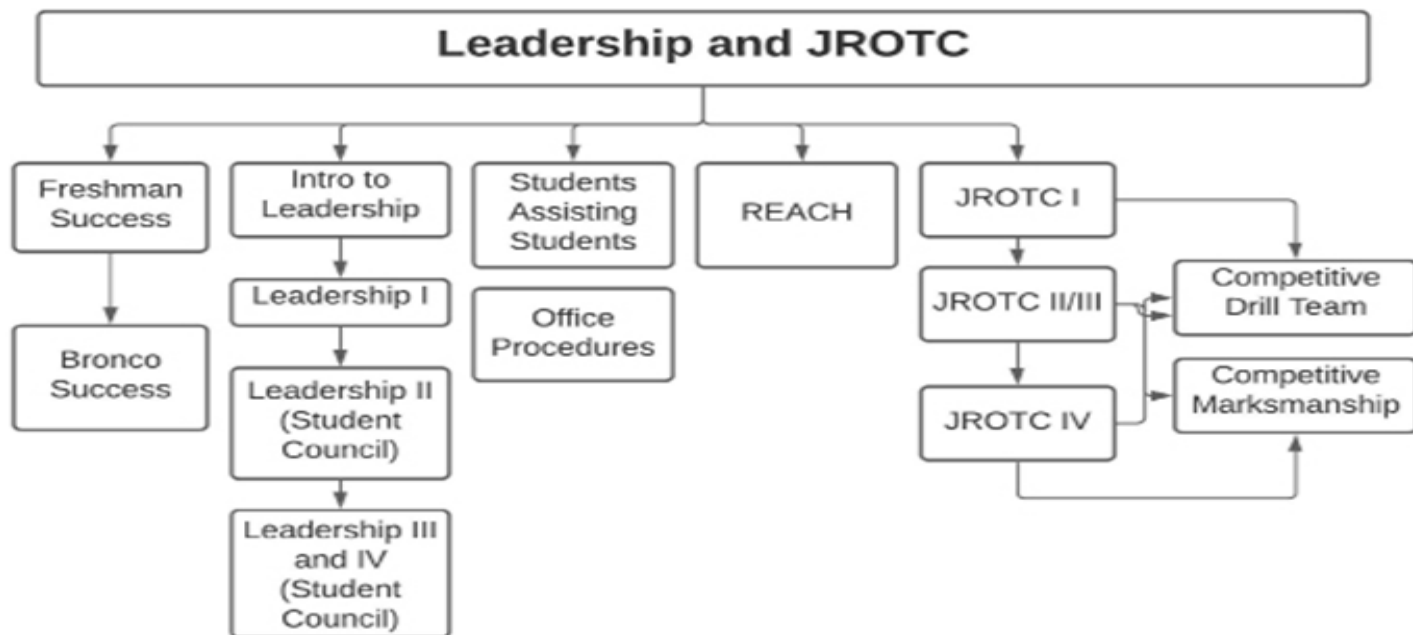 Leadership and JROTC
Freshman
Success
Bronco
Success
Intro to
Leadership
Leadership I
Leadership II
(Student
Council)
Leadership III
and IV
(Student
Council)
Students
Assisting
Students
Office
Procedures
REACH
JROTC I
JROTC II/III
JROTC IV
Competitive
Drill Team
Competitive
Marksmanship